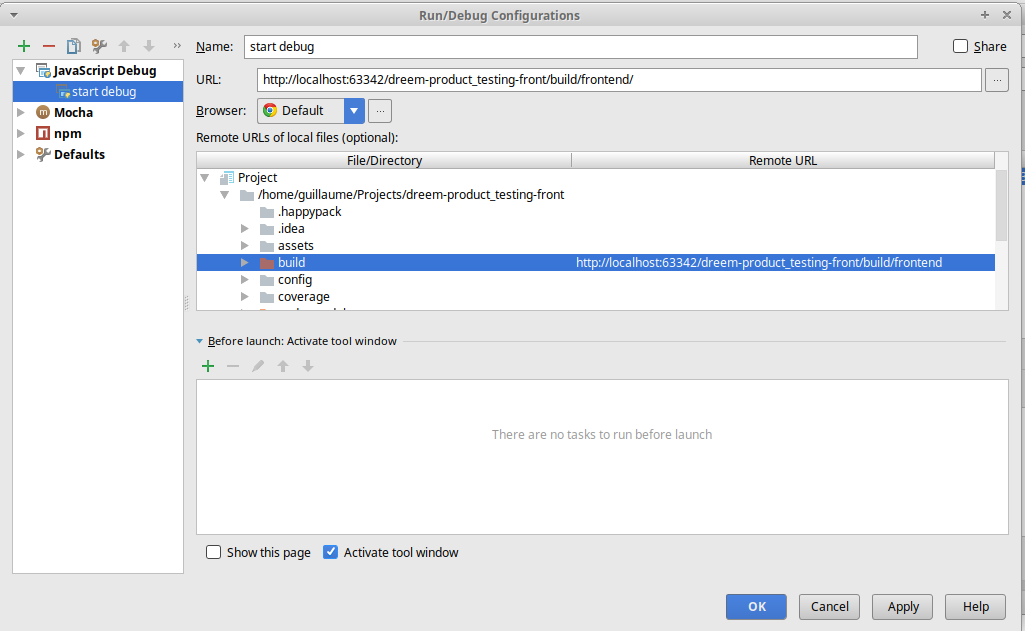 Run/Debug Configurations
Name: start debug Share
JavaScript Debug
start debug
Mocha
npm
Defaults
URL: http://localhost:63342/dreem-product_testing-front/build/frontend/
Browser: Default
Remote URLs of local files (optional):
File/Directory Remote URL
Project
/home/guillaume/Projects/dreem-product_testing-front
.happypack
.idea
assets
build http://localhost:63342/dreem-product_testing-front/build/frontend
config
coverage
Before launch: Activate tool window
There are no tasks to run before launch
Show this page Activate tool window
OK Cancel Apply Help